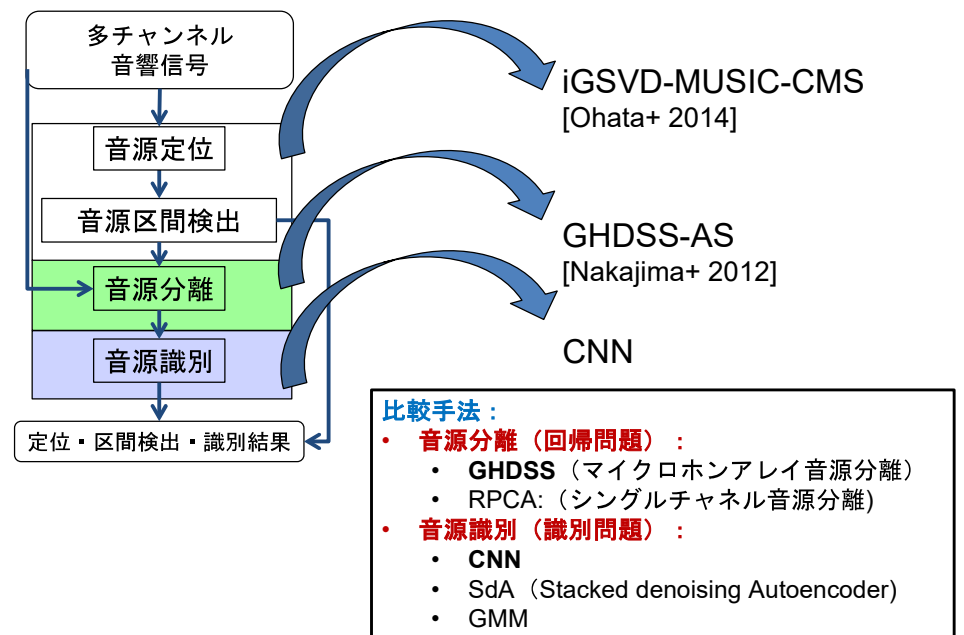 多チャンネル
音響信号
音源定位
音源区間検出
音源分離
音源識別
定位・区間検出・識別結果
iGSVD-MUSIC-CMS
[Ohata+ 2014]
GHDSS-AS
[Nakajima+ 2012]
CNN
比較手法：
• 音源分離（回帰問題）：
• GHDSS（マイクロホンアレイ音源分離）
• RPCA:（シングルチャネル音源分離)
• 音源識別（識別問題）：
• CNN
• SdA（Stacked denoising Autoencoder)
• GMM